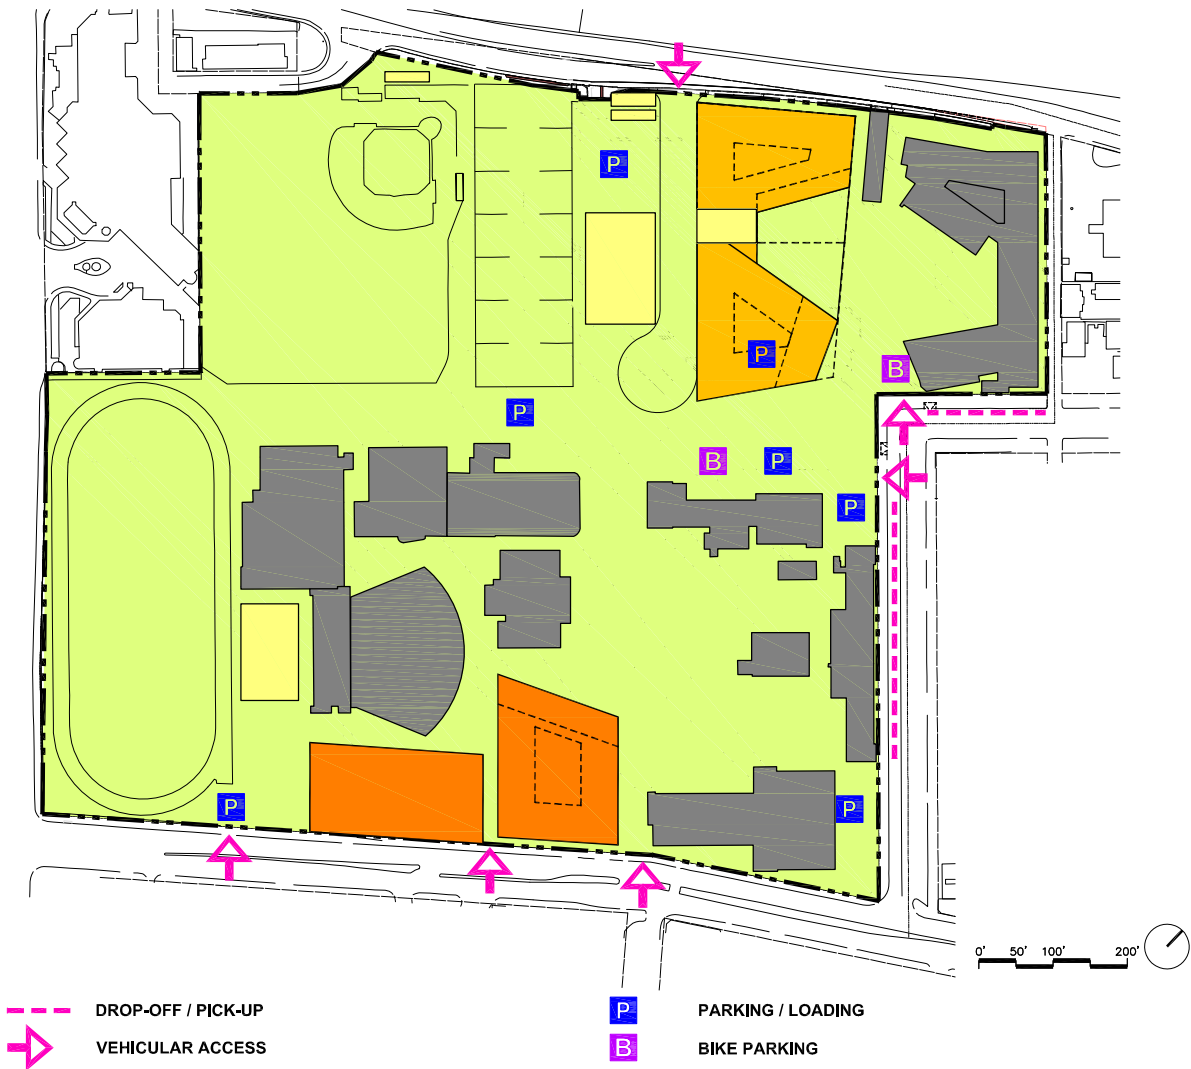 P
P
B
P
B
P
P
P
P
0' 50' 100' 200'
DROP-OFF / PICK-UP
P PARKING / LOADING
VEHICULAR ACCESS
B BIKE PARKING